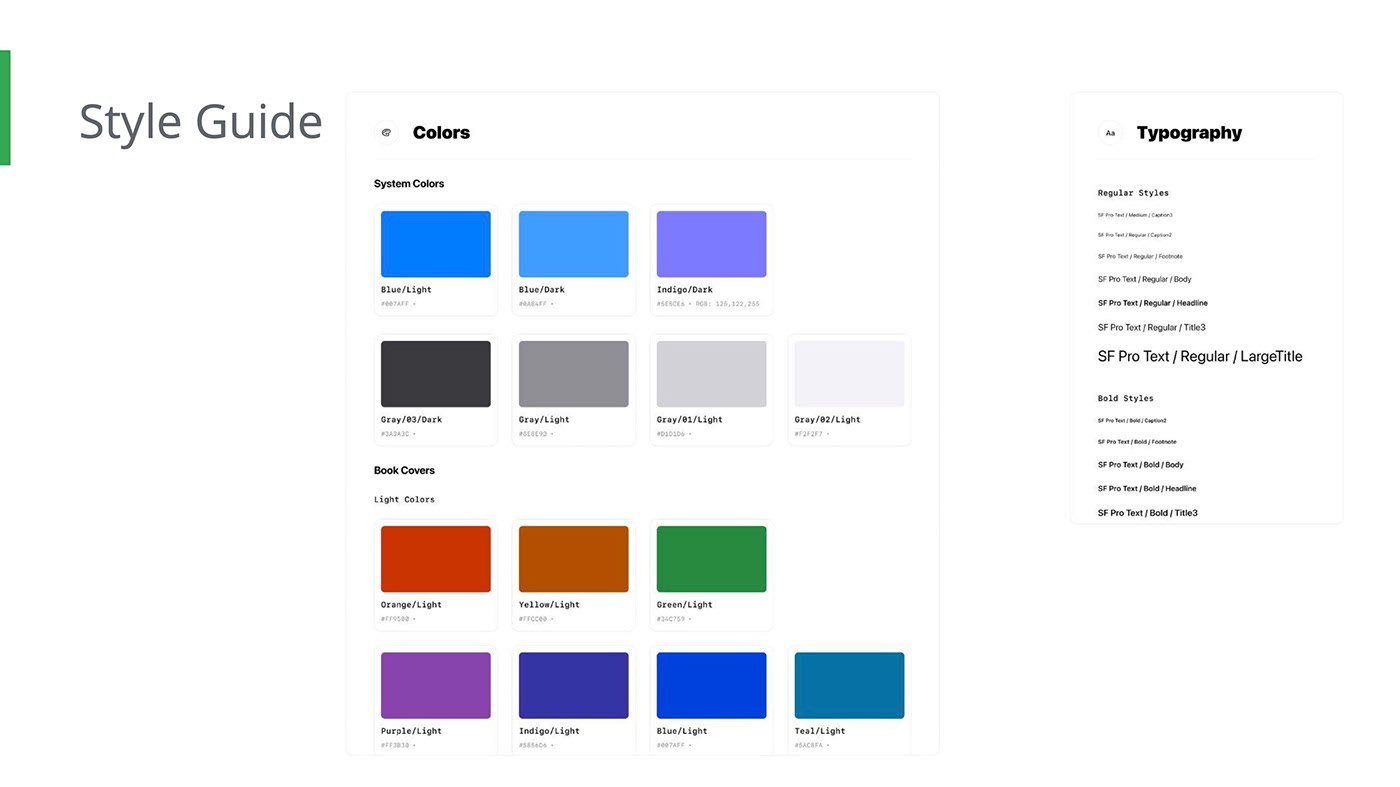 Style Guide
Colors
System Colors
Blue/Light
#007AFF •
Blue/Dark
#0A84FF •
Indigo/Dark
#5E5CE6 • RGB: 125,122,255
Gray/03/Dark
#3A3A3C •
Gray/Light
#8E8E93 •
Gray/01/Light
#D1D1D6 •
Gray/02/Light
#F2F2F7 •
Book Covers
Light Colors
Orange/Light
#FF9500 •
Yellow/Light
#FFCC00 •
Green/Light
#34C759 •
Purple/Light
#FF3B30 •
Indigo/Light
#5856D6 •
Blue/Light
#007AFF •
Teal/Light
#5AC8FA •
Aa
Typography
Regular Styles
SF Pro Text / Medium / Caption3
SF Pro Text / Regular / Caption2
SF Pro Text / Regular / Footnote
SF Pro Text / Regular / Body
SF Pro Text / Regular / Headline
SF Pro Text / Regular / Title3
SF Pro Text / Regular / LargeTitle
Bold Styles
SF Pro Text / Bold / Caption2
SF Pro Text / Bold / Footnote
SF Pro Text / Bold / Body
SF Pro Text / Bold / Headline
SF Pro Text / Bold / Title3